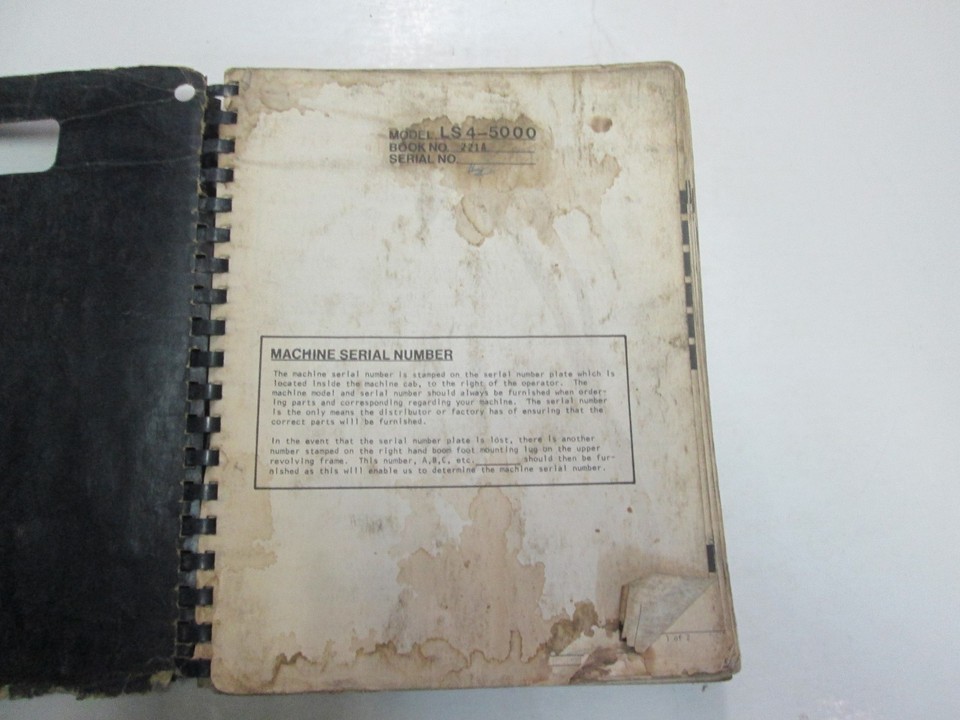 MODEL LS4-5000
BOOK NO. 221A
SERIAL NO.
MACHINE SERIAL NUMBER
The machine serial number is stamped on the serial number plate which is
located inside the machine cab, to the right of the operator. The
machine model and serial number should always be furnished when order-
ing parts and corresponding regarding your machine. The serial number
is the only means the distributor or factory has of ensuring that the
correct parts will be furnished.
In the event that the serial number plate is lost, there is another
number stamped on the right hand boom foot mounting lug on the upper
revolving frame. This number, A,B,C, etc. ______ should then be fur-
nished as this will enable us to determine the machine serial number.
1 of 2